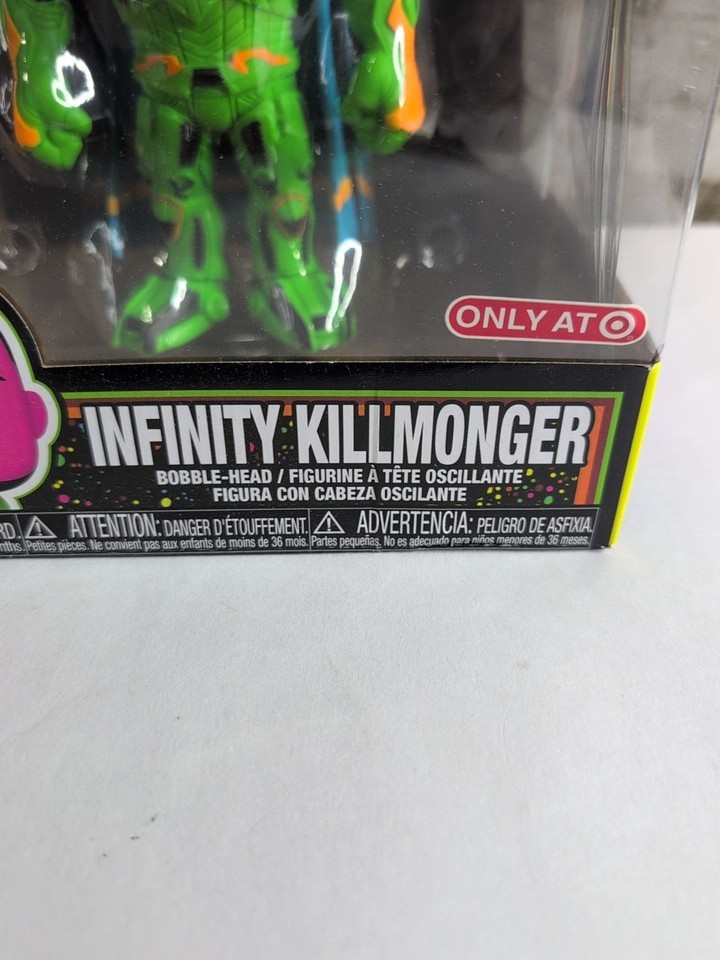 ONLY AT
INFINITY KILLMONGER
BOBBLE-HEAD / FIGURINE À TÊTE OSCILLANTE
FIGURA CON CABEZA OSCILANTE
RD ATTENTION: DANGER D'ÉTOUFFEMENT. ADVERTENCIA: PELIGRO DE ASFIXIA.
nths. Petites pièces. Ne convient pas aux enfants de moins de 36 mois. Partes pequeñas. No es adecuado para niños menores de 36 meses.